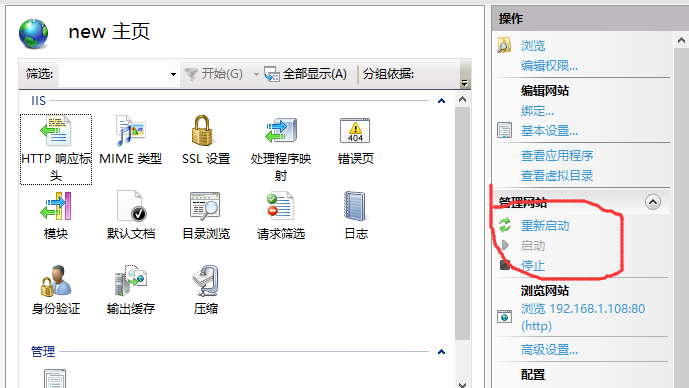 new 主页
筛选:
开始(G)
全部显示(A)
分组依据:
IIS
HTTP 响应标
头
MIME 类型
SSL 设置
处理程序映
射
404
错误页
模块
默认文档
目录浏览
请求筛选
日志
身份验证
输出缓存
压缩
管理
操作
浏览
编辑权限...
编辑网站
绑定...
基本设置...
查看应用程序
查看虚拟目录
管理网站
重新启动
启动
停止
浏览网站
浏览 192.168.1.108:80
(http)
高级设置...
配置